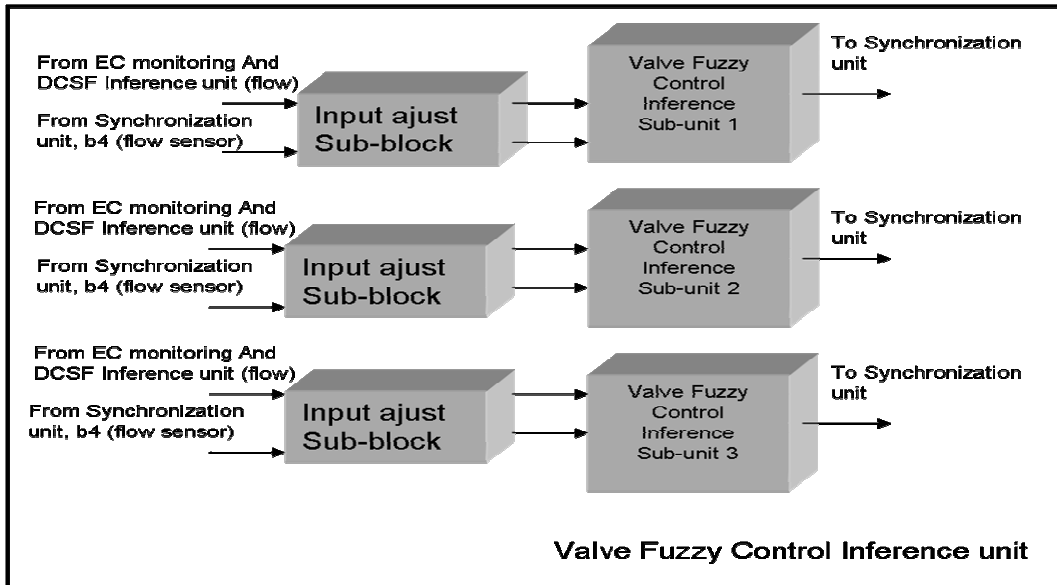 From EC monitoring And
DCSF Inference unit (flow)
From Synchronization
unit, b4 (flow sensor)
Input ajust
Sub-block
Valve Fuzzy
Control
Inference
Sub-unit 1
To Synchronization
unit
From EC monitoring And
DCSF Inference unit (flow)
From Synchronization
unit, b4 (flow sensor)
Input ajust
Sub-block
Valve Fuzzy
Control
Inference
Sub-unit 2
To Synchronization
unit
From EC monitoring And
DCSF Inference unit (flow)
From Synchronization
unit, b4 (flow sensor)
Input ajust
Sub-block
Valve Fuzzy
Control
Inference
Sub-unit 3
To Synchronization
unit
Valve Fuzzy Control Inference unit